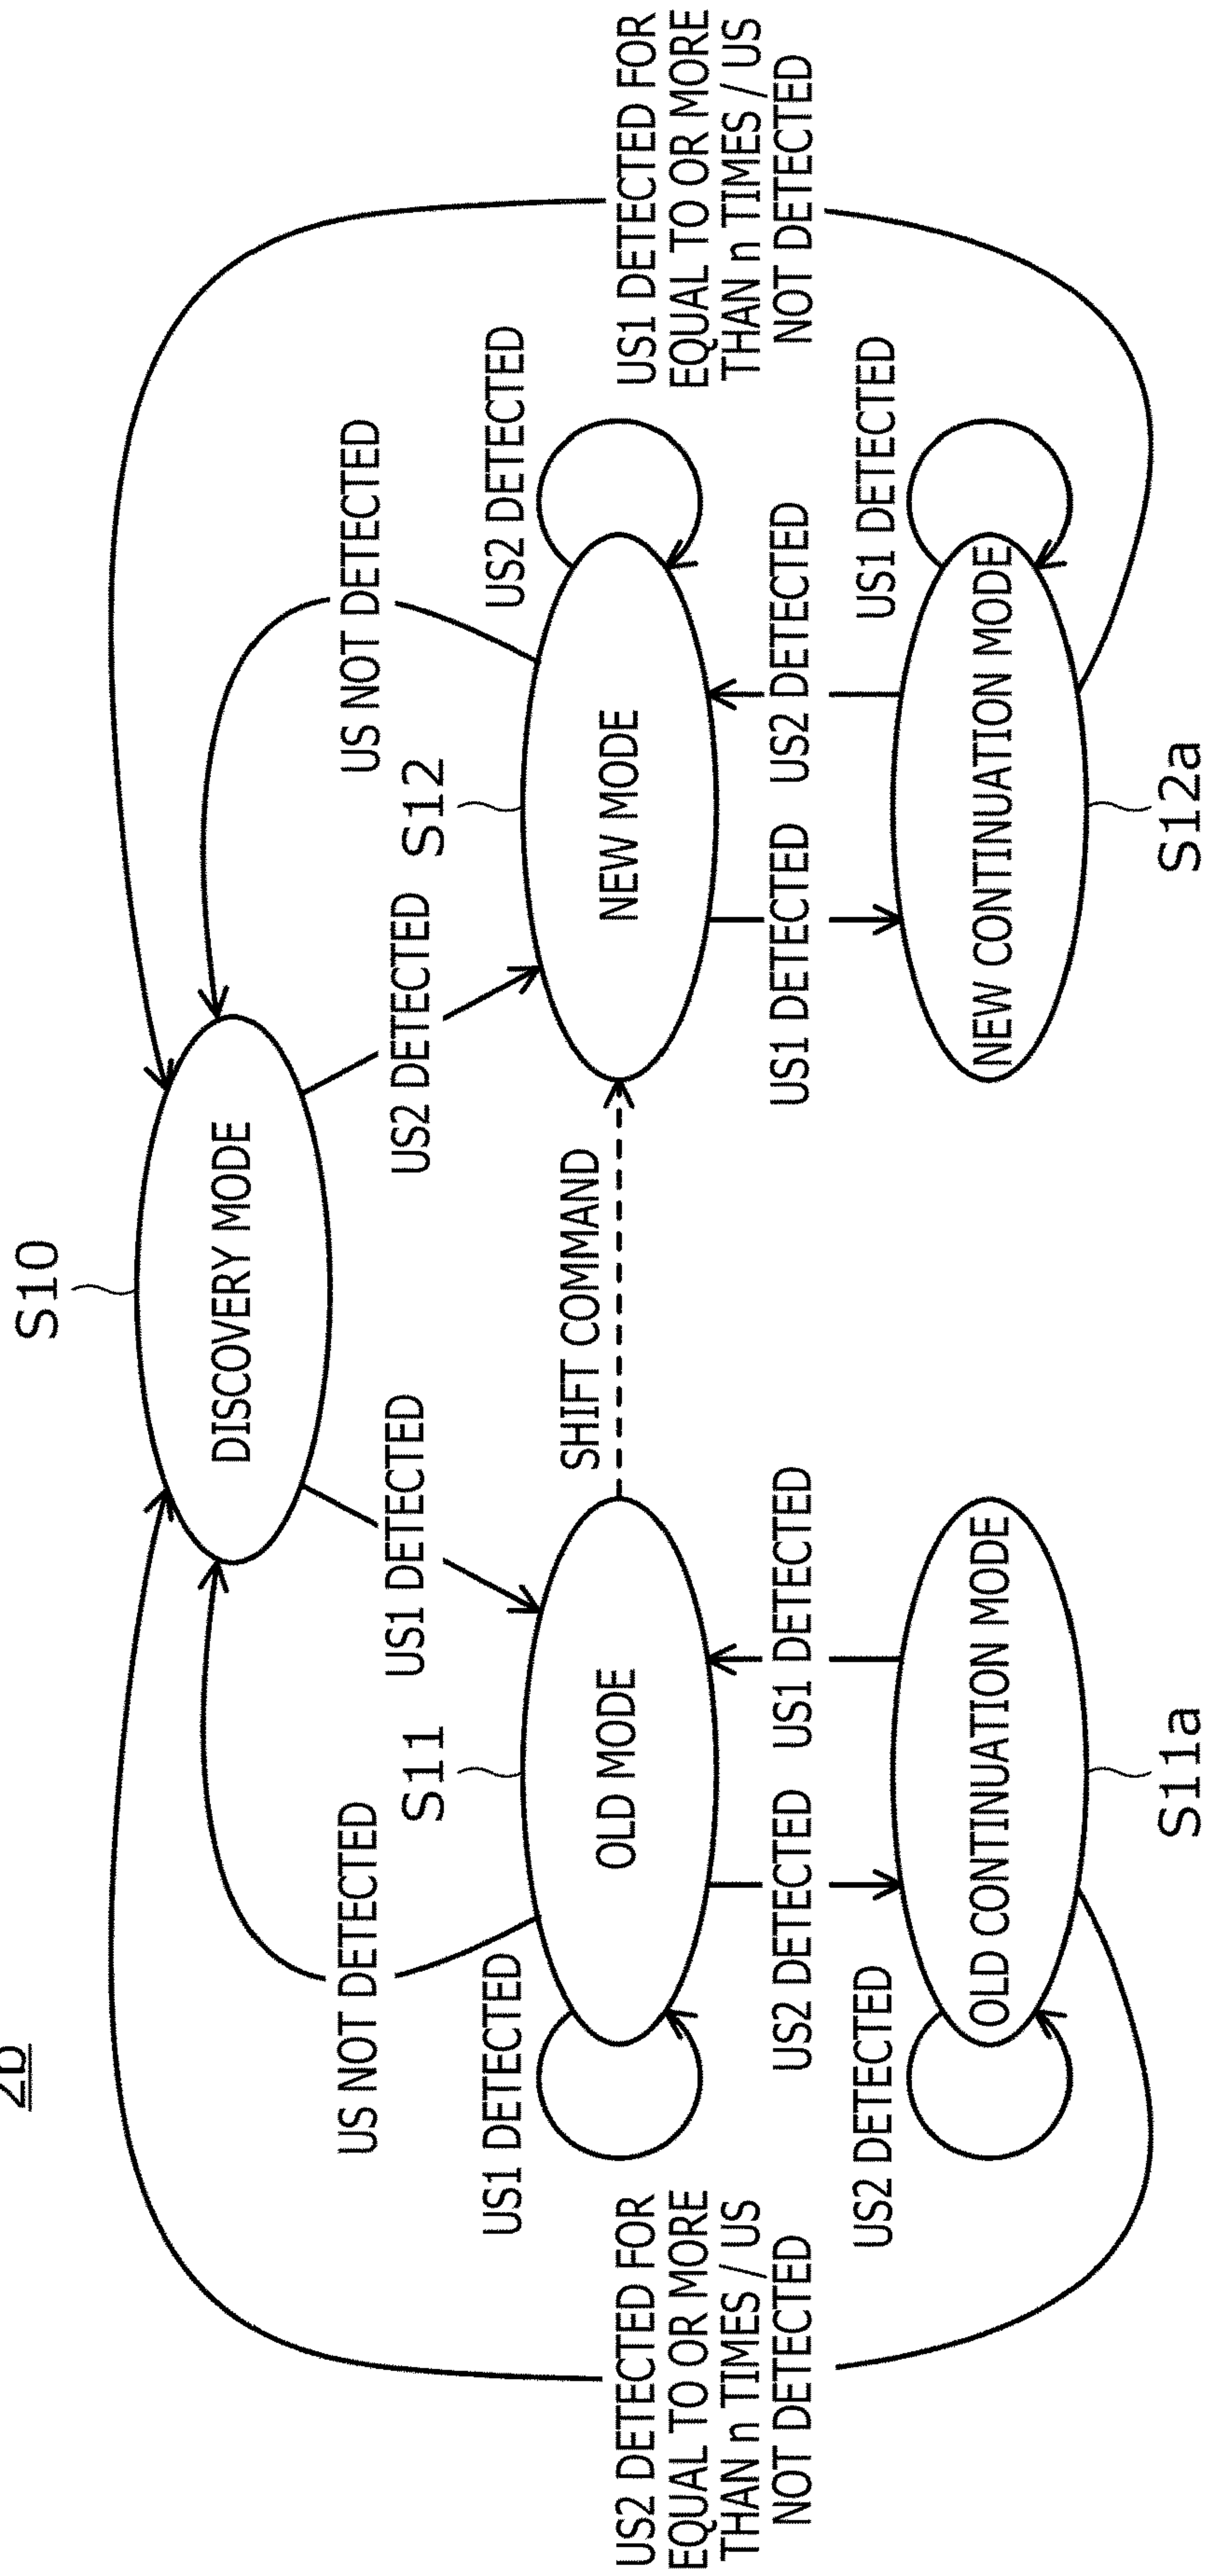 2b
S10
DISCOVERY MODE
US1 DETECTED
US2 DETECTED
US NOT DETECTED
US NOT DETECTED
S11
S12
US1 DETECTED
OLD MODE
SHIFT COMMAND
NEW MODE
US2 DETECTED
US2 DETECTED FOR
EQUAL TO OR MORE
THAN n TIMES / US
NOT DETECTED
US1 DETECTED FOR
EQUAL TO OR MORE
THAN n TIMES / US
NOT DETECTED
US2 DETECTED
US1 DETECTED
US1 DETECTED
US2 DETECTED
US2 DETECTED
OLD CONTINUATION MODE
NEW CONTINUATION MODE
US1 DETECTED
S11a
S12a